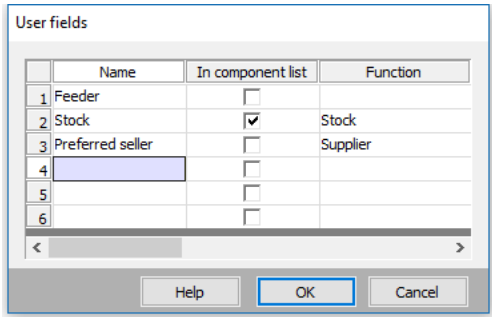 User fields
Name In component list Function
1 Feeder
2 Stock Stock
3 Preferred seller Supplier
4
5
6
Help OK Cancel